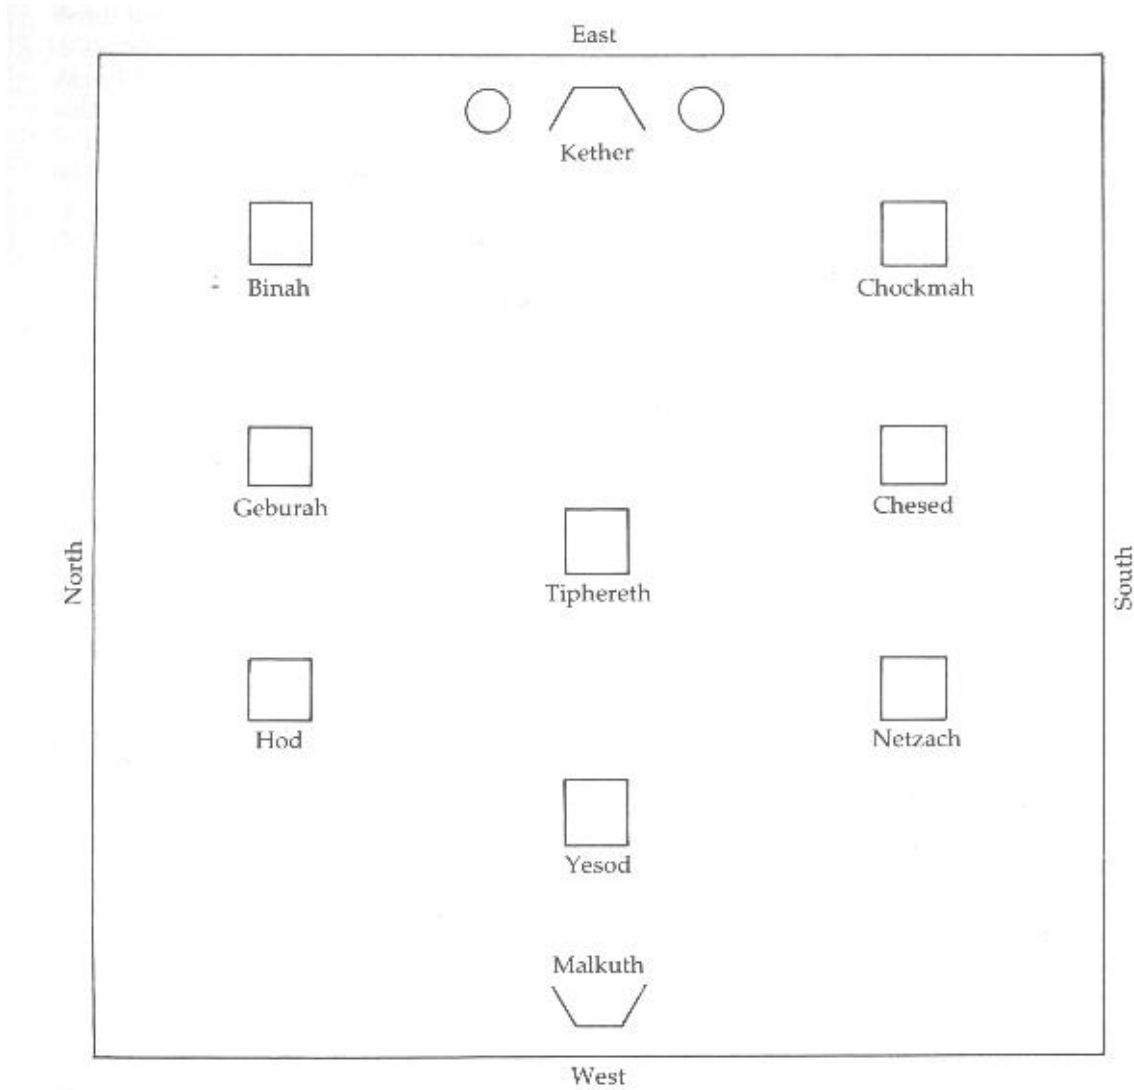 East
Kether
Binah
Chockmah
Geburah
Chesed
North
South
Tiphereth
Hod
Netzach
Yesod
Malkuth
West